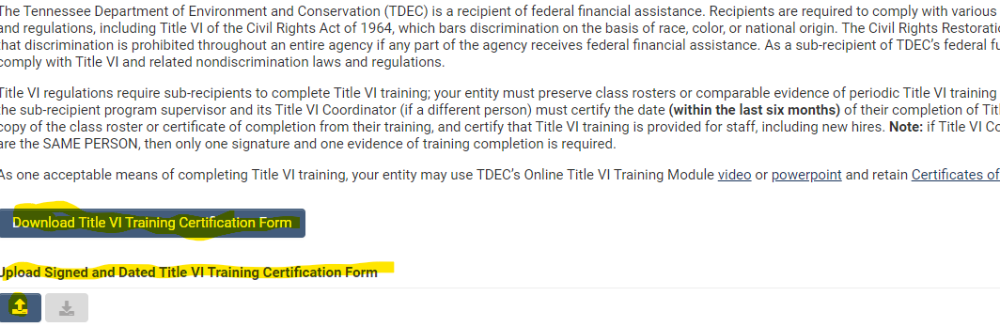 The Tennessee Department of Environment and Conservation (TDEC) is a recipient of federal financial assistance. Recipients are required to comply with various
and regulations, including Title VI of the Civil Rights Act of 1964, which bars discrimination on the basis of race, color, or national origin. The Civil Rights
that discrimination is prohibited throughout an entire agency if any part of the agency receives federal financial assistance. As a sub-recipient of TDEC’s federal
comply with Title VI and related nondiscrimination laws and regulations.
Title VI regulations require sub-recipients to complete Title VI training; your entity must preserve class rosters or comparable evidence of periodic Title VI training
the sub-recipient program supervisor and its Title VI Coordinator (if a different person) must certify the date (within the last six months) of their completion of
copy of the class roster or certificate of completion from their training, and certify that Title VI training is provided for staff, including new hires. Note: if Title VI
are the SAME PERSON, then only one signature and one evidence of training completion is required.
As one acceptable means of completing Title VI training, your entity may use TDEC’s Online Title VI Training Module video or powerpoint and retain Certificates of
Download Title VI Training Certification Form
Upload Signed and Dated Title VI Training Certification Form